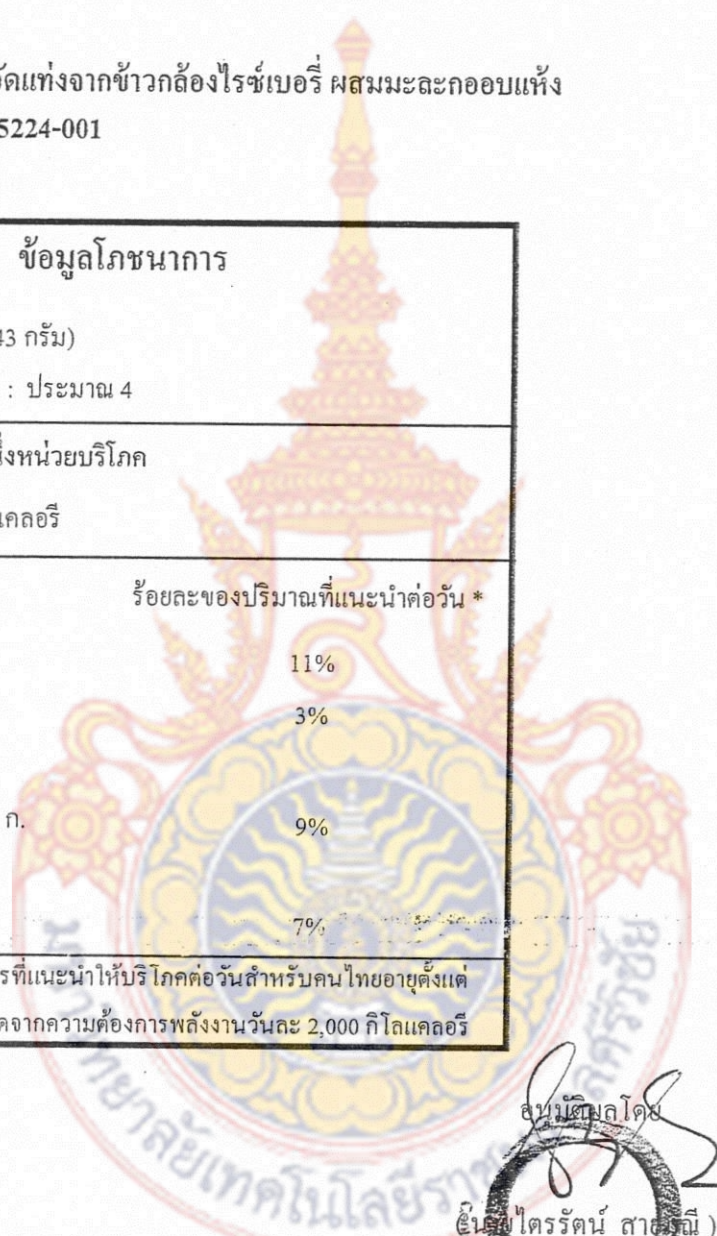 ัดแท่งจากข้าวกล้องไรซ์เบอรี่ ผสมมะละกออบแห้ง
5224-001
ข้อมูลโภชนาการ
43 กรัม)
: ประมาณ 4
ึ่งหน่วยบริโภค
แคลอรี
ร้อยละของปริมาณที่แนะนำต่อวัน *
11%
3%
ก. 9%
7%
รที่แนะนำให้บริโภคต่อวันสำหรับคนไทยอายุตั้งแต่
ดจากความต้องการพลังงานวันละ 2,000 กิโลแคลอรี
อนุมัติผลโดย
ไตรรัตน์ )